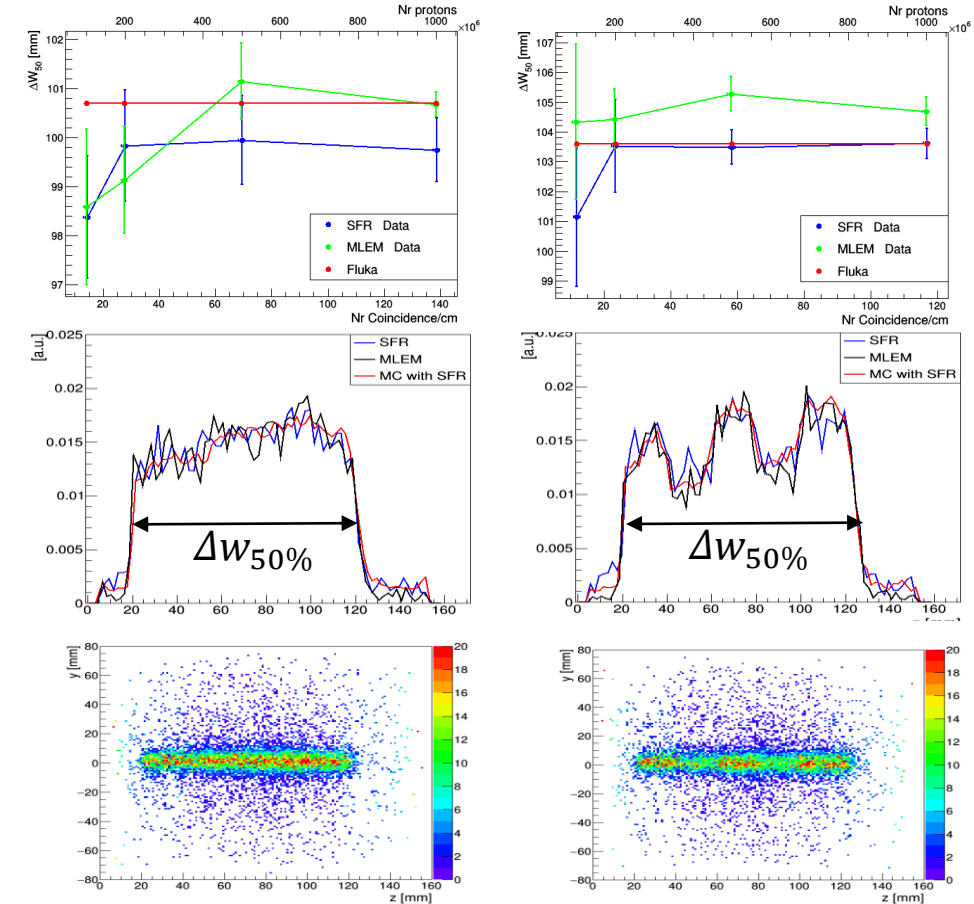 Nr protons
200 400 600 800 1000
×10⁶
ΔW₅₀ [mm]
102
101
100
99
98
97
SFR Data
MLEM Data
Fluka
20 40 60 80 100 120 140
Nr Coincidence/cm
Nr protons
200 400 600 800 1000
×10⁶
ΔW₅₀ [mm]
107
106
105
104
103
102
101
100
99
SFR Data
MLEM Data
Fluka
20 40 60 80 100 120
Nr Coincidence/cm
[a.u.]
0.025
0.02
0.015
0.01
0.005
0
SFR
MLEM
MC with SFR
Δw₅₀%
0 20 40 60 80 100 120 140 160
0.025
0.02
0.015
0.01
0.005
0
SFR
MLEM
MC with SFR
Δw₅₀%
0 20 40 60 80 100 120 140 160
y [mm]
80
60
40
20
0
−20
−40
−60
−80
0 20 40 60 80 100 120 140 160
z [mm]
20
18
16
14
12
10
8
6
4
2
0
y [mm]
80
60
40
20
0
−20
−40
−60
−80
0 20 40 60 80 100 120 140 160
z [mm]
20
18
16
14
12
10
8
6
4
2
0